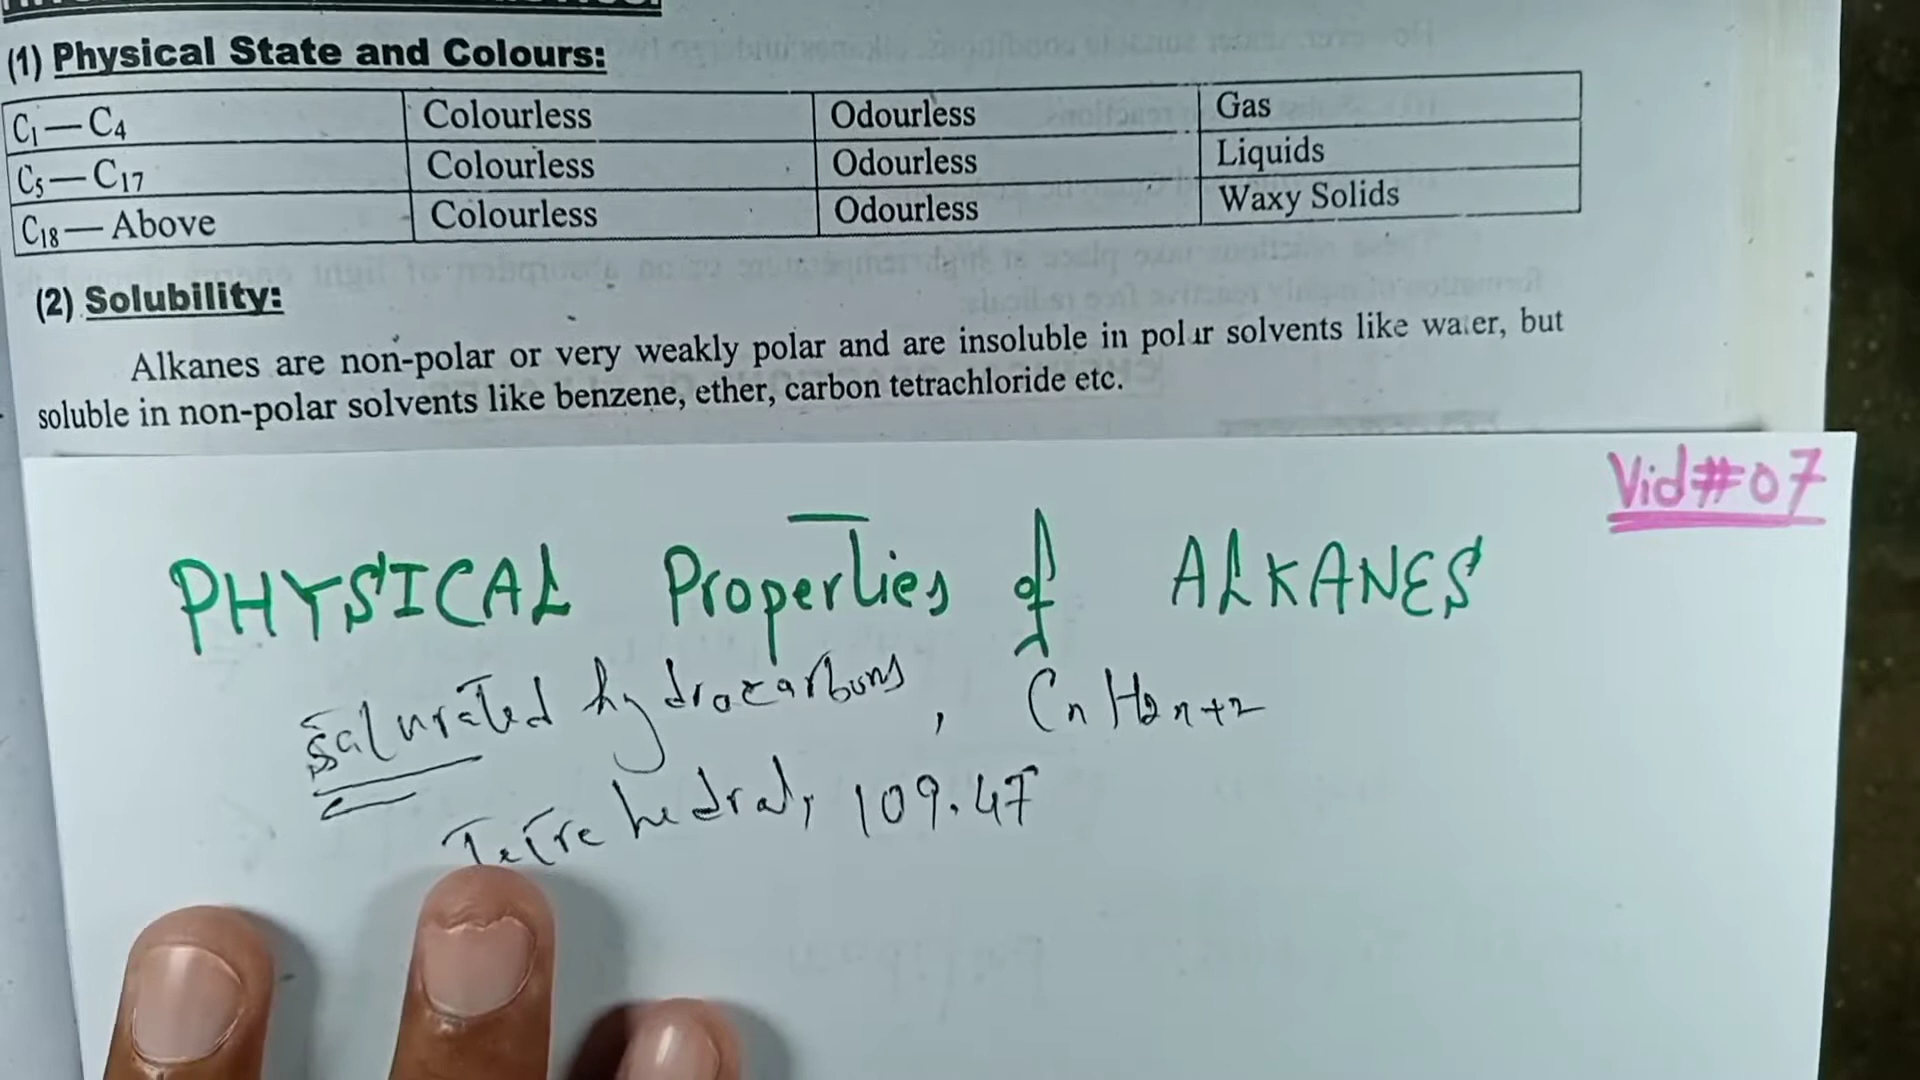 (1) Physical State and Colours:
C₁ — C₄ Colourless Odourless Gas
C₅ — C₁₇ Colourless Odourless Liquids
C₁₈ — Above Colourless Odourless Waxy Solids
(2) Solubility:
Alkanes are non-polar or very weakly polar and are insoluble in polar solvents like water, but
soluble in non-polar solvents like benzene, ether, carbon tetrachloride etc.
Vid#07
PHYSICAL Properties of ALKANES
Saturated hydrocarbons, CnH2n+2
Tetrehedral, 109.47